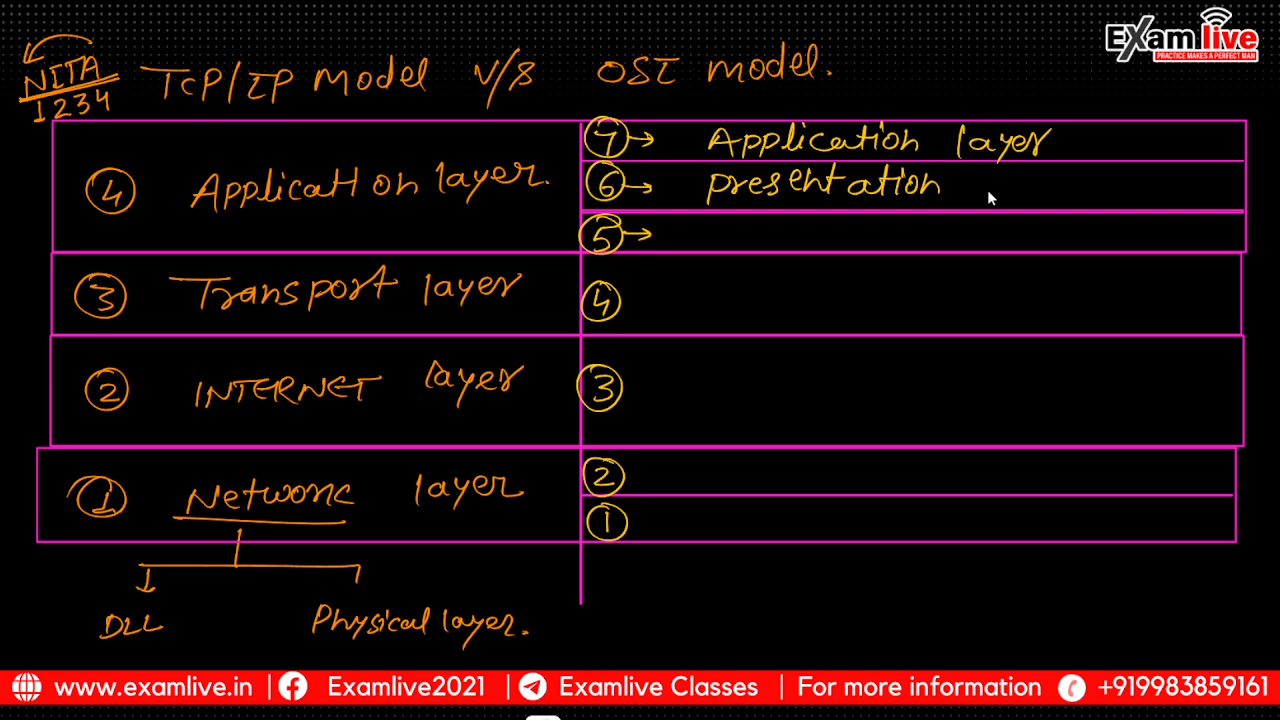 Exam live
PRACTICE MAKES A PERFECT MAN
NITA
1234
TCP/IP Model V/S OSI model.
④ Application layer.
⑦→ Application layer
⑥→ presentation
⑤→
③ Transport layer
④
② INTERNET layer
③
① Network layer
②
①
DLL
Physical layer.
www.examlive.in | Examlive2021 | Examlive Classes | For more information +919983859161